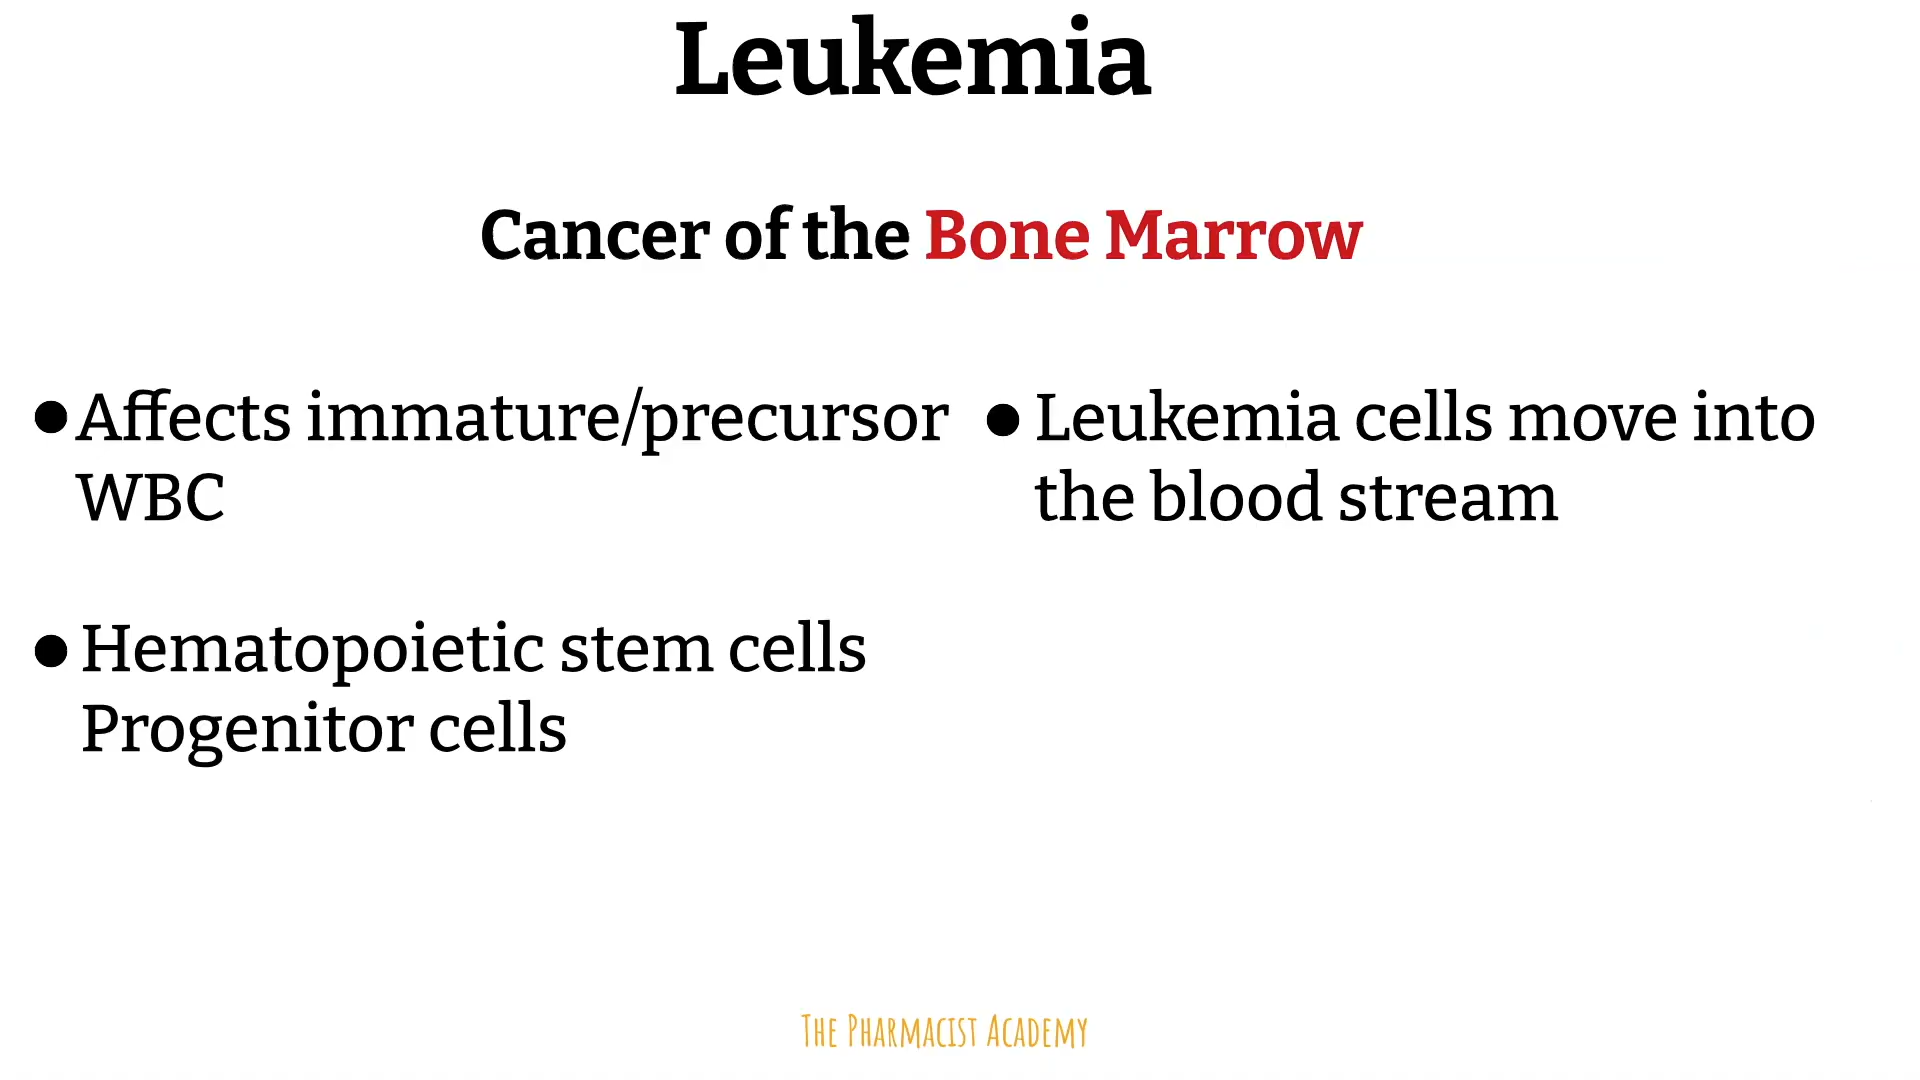 Leukemia
Cancer of the Bone Marrow
●Affects immature/precursor
WBC
●Hematopoietic stem cells
Progenitor cells
●Leukemia cells move into
the blood stream
The Pharmacist Academy